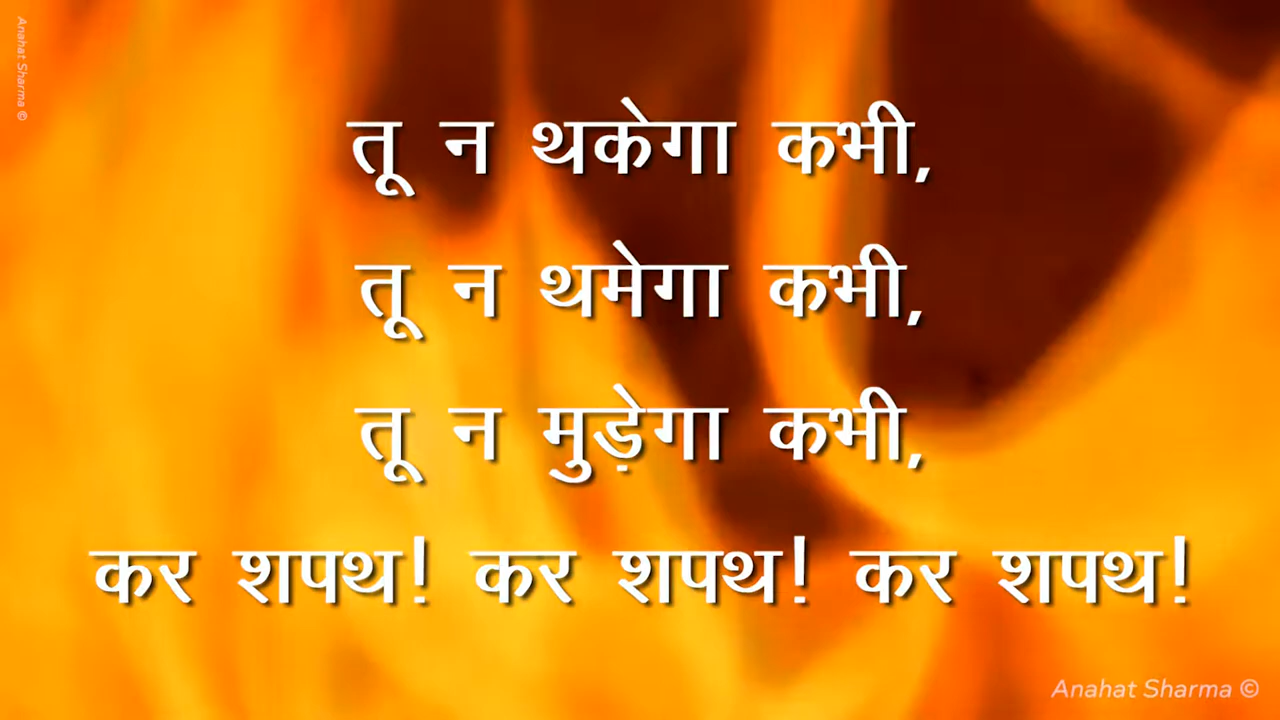 Anahat Sharma ©
तू न थकेगा कभी,
तू न थमेगा कभी,
तू न मुड़ेगा कभी,
कर शपथ! कर शपथ! कर शपथ!
Anahat Sharma ©